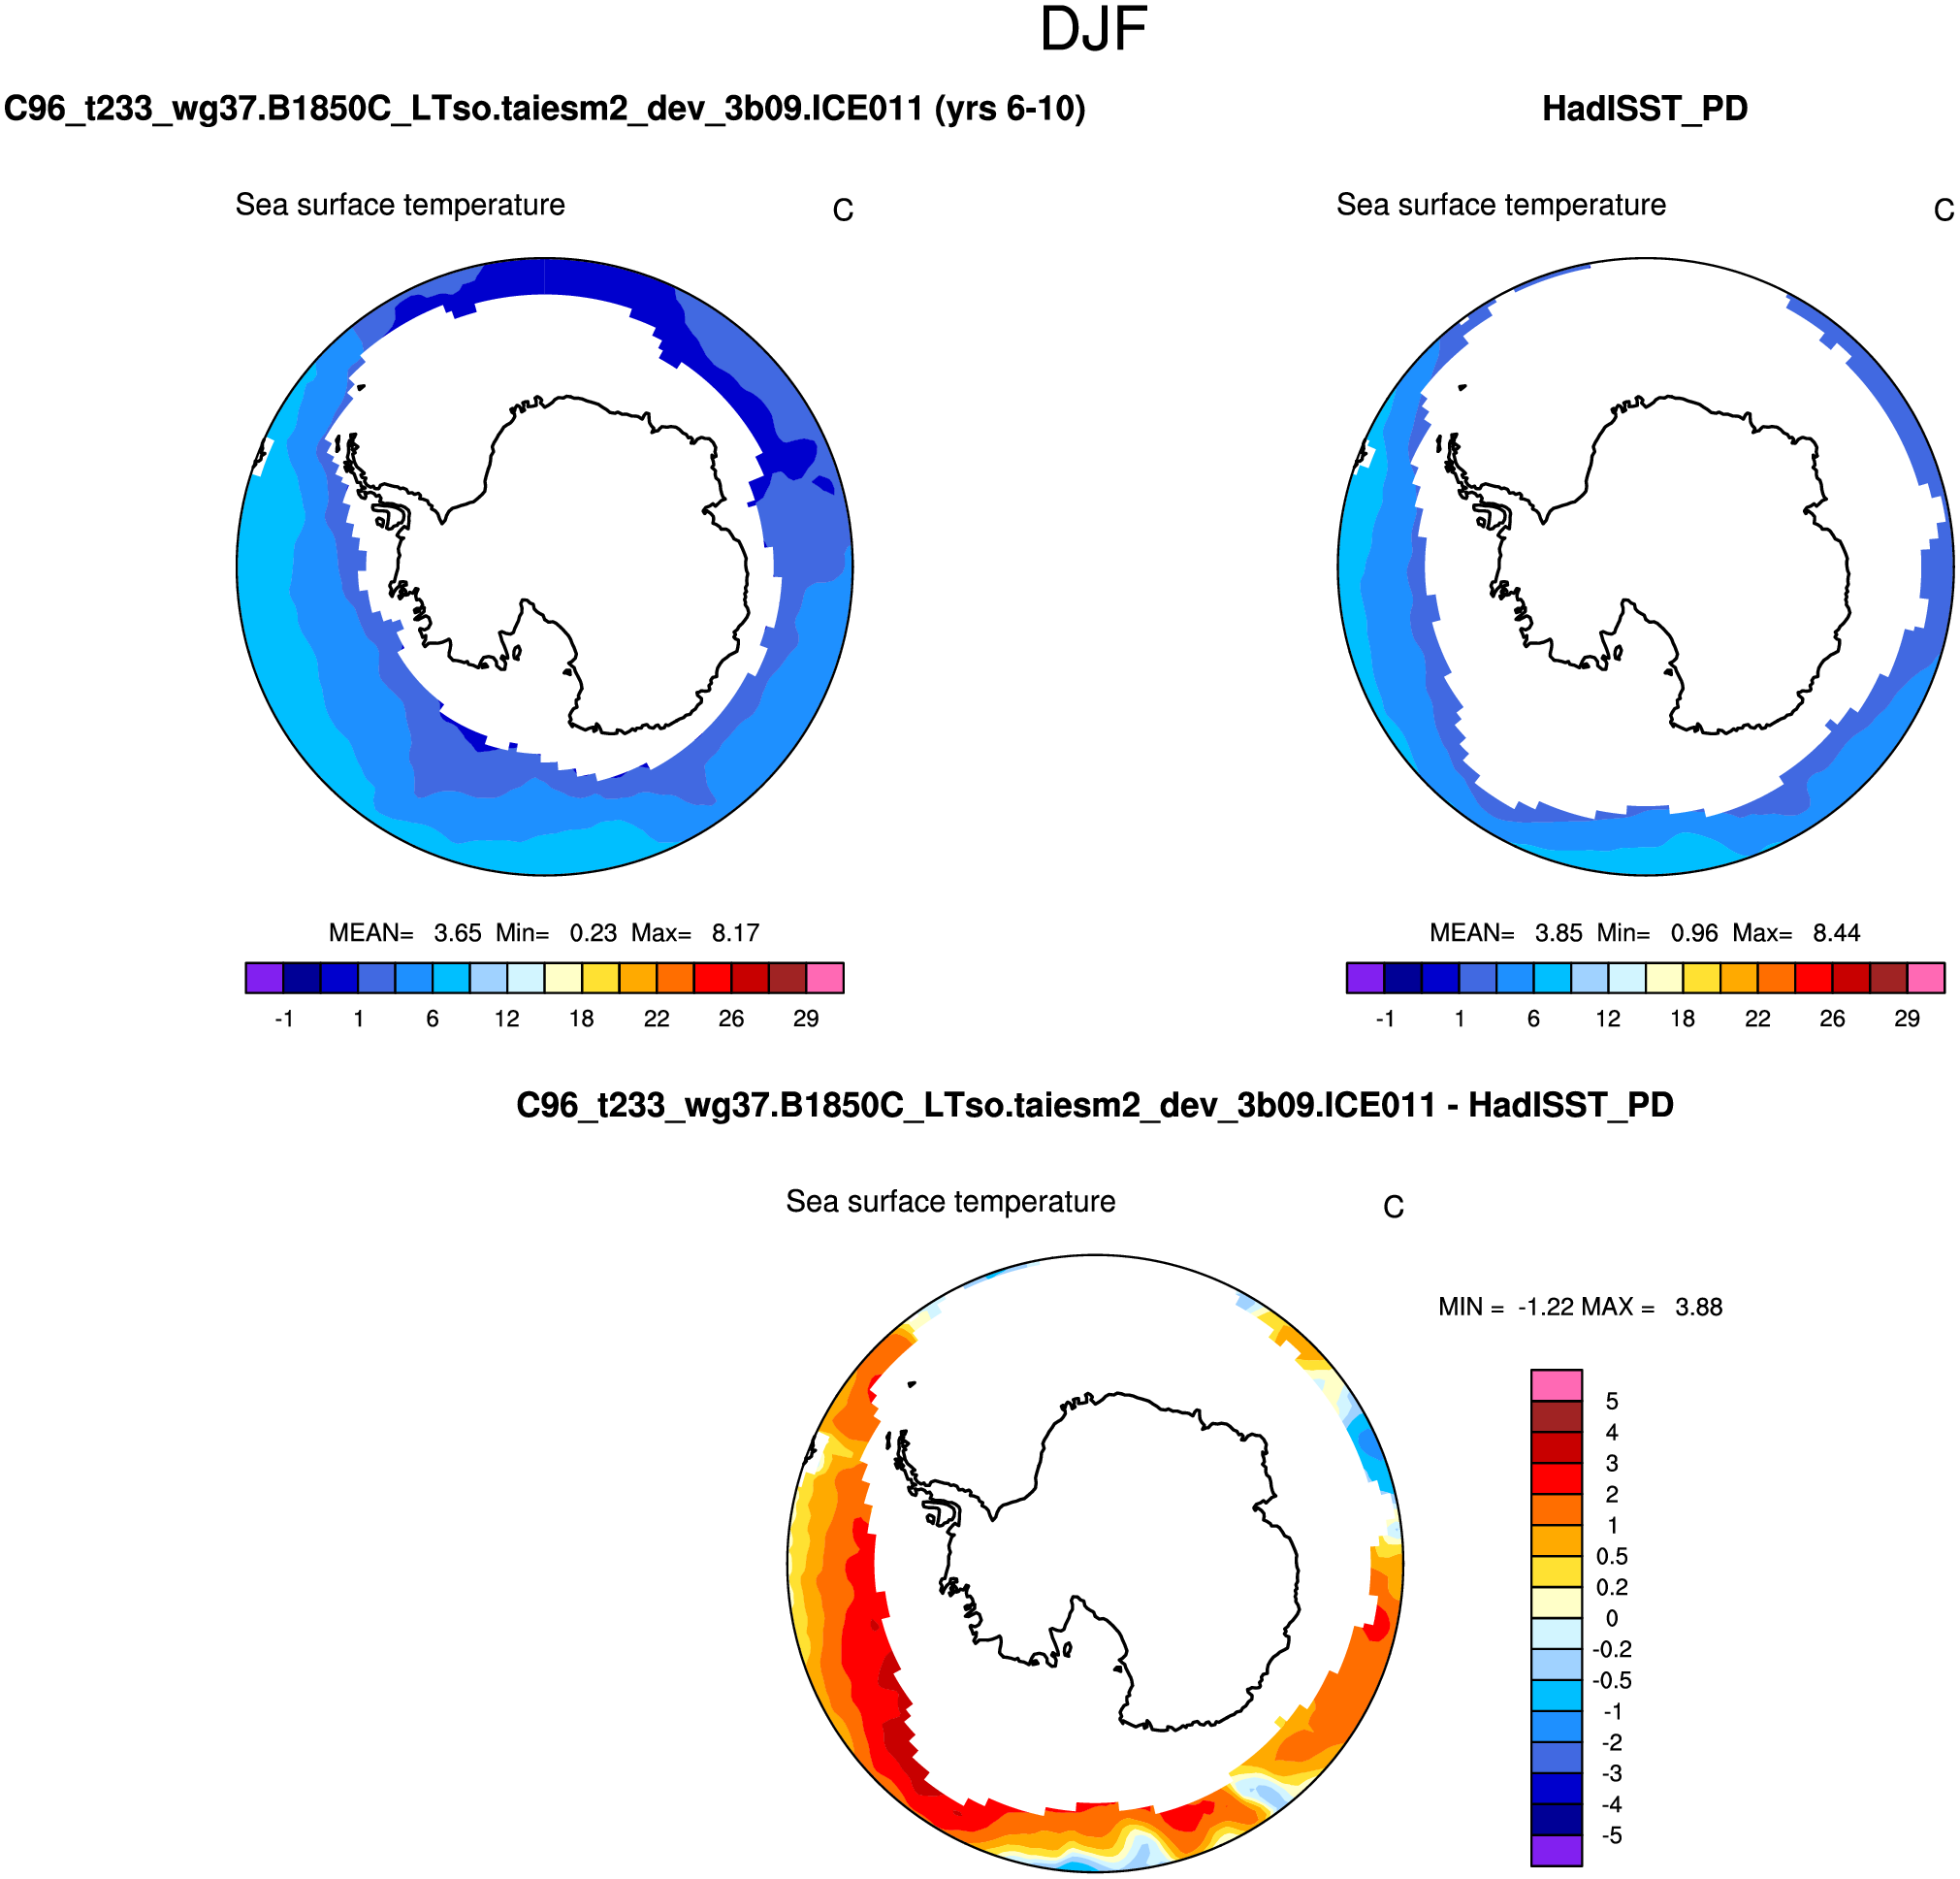 DJF
C96_t233_wg37.B1850C_LTso.taiesm2_dev_3b09.ICE011 (yrs 6-10)
HadISST_PD
Sea surface temperature C
Sea surface temperature C
MEAN= 3.65 Min= 0.23 Max= 8.17
MEAN= 3.85 Min= 0.96 Max= 8.44
-1 1 6 12 18 22 26 29
-1 1 6 12 18 22 26 29
C96_t233_wg37.B1850C_LTso.taiesm2_dev_3b09.ICE011 - HadISST_PD
Sea surface temperature C
MIN = -1.22 MAX = 3.88
5
4
3
2
1
0.5
0.2
0
-0.2
-0.5
-1
-2
-3
-4
-5